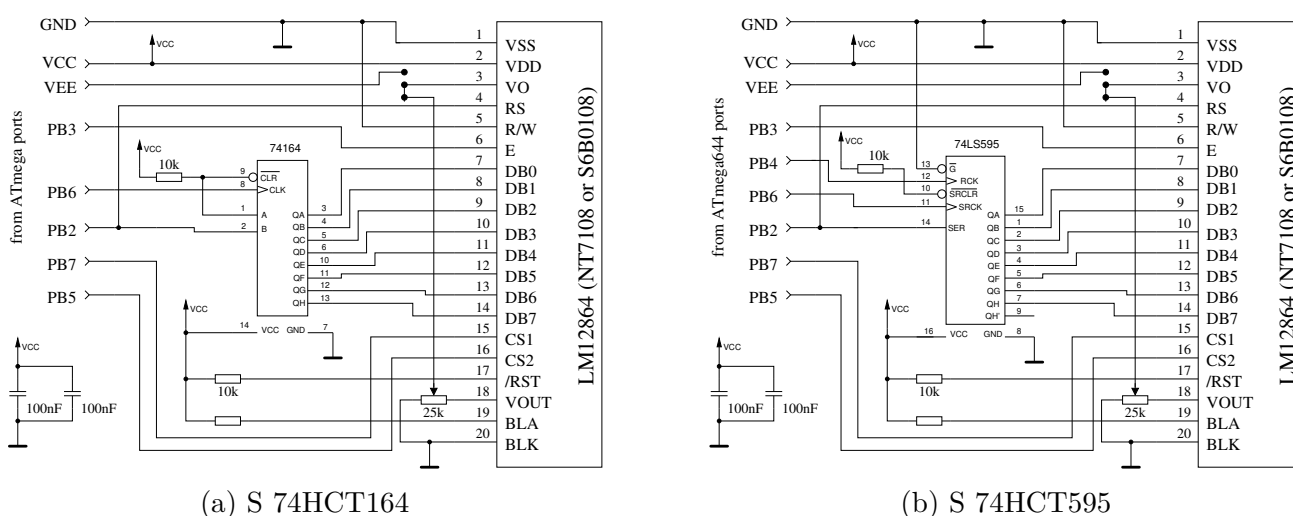 GND
VCC
VCC
VEE
PB3
PB6
PB2
PB7
PB5
from ATmega ports
VCC
10k
74164
9
CLR
8
CLK
1
A
2
B
QA
3
QB
4
QC
5
QD
6
QE
10
QF
11
QG
12
QH
13
VCC
14
VCC
GND
7
10k
VCC
100nF
100nF
25k
1
VSS
2
VDD
3
VO
4
RS
5
R/W
6
E
7
DB0
8
DB1
9
DB2
10
DB3
11
DB4
12
DB5
13
DB6
14
DB7
15
CS1
16
CS2
17
/RST
18
VOUT
19
BLA
20
BLK
LM12864 (NT7108 or S6B0108)
(a) S 74HCT164
GND
VCC
VCC
VEE
PB3
PB4
PB6
PB2
PB7
PB5
from ATmega644 ports
VCC
10k
74LS595
13
G
12
RCK
10
SRCLR
11
SRCK
14
SER
QA
15
QB
1
QC
2
QD
3
QE
4
QF
5
QG
6
QH
7
QH'
9
VCC
16
VCC
GND
8
10k
VCC
100nF
100nF
25k
1
VSS
2
VDD
3
VO
4
RS
5
R/W
6
E
7
DB0
8
DB1
9
DB2
10
DB3
11
DB4
12
DB5
13
DB6
14
DB7
15
CS1
16
CS2
17
/RST
18
VOUT
19
BLA
20
BLK
LM12864 (NT7108 or S6B0108)
(b) S 74HCT595